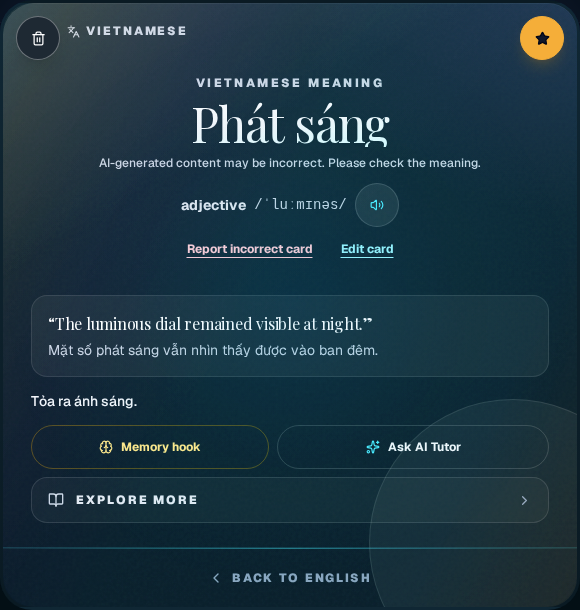 VIETNAMESE
VIETNAMESE MEANING
Phát sáng
AI-generated content may be incorrect. Please check the meaning.
adjective /ˈluːmɪnəs/
Report incorrect card Edit card
“The luminous dial remained visible at night.”
Mặt số phát sáng vẫn nhìn thấy được vào ban đêm.
Tỏa ra ánh sáng.
Memory hook Ask AI Tutor
EXPLORE MORE
BACK TO ENGLISH